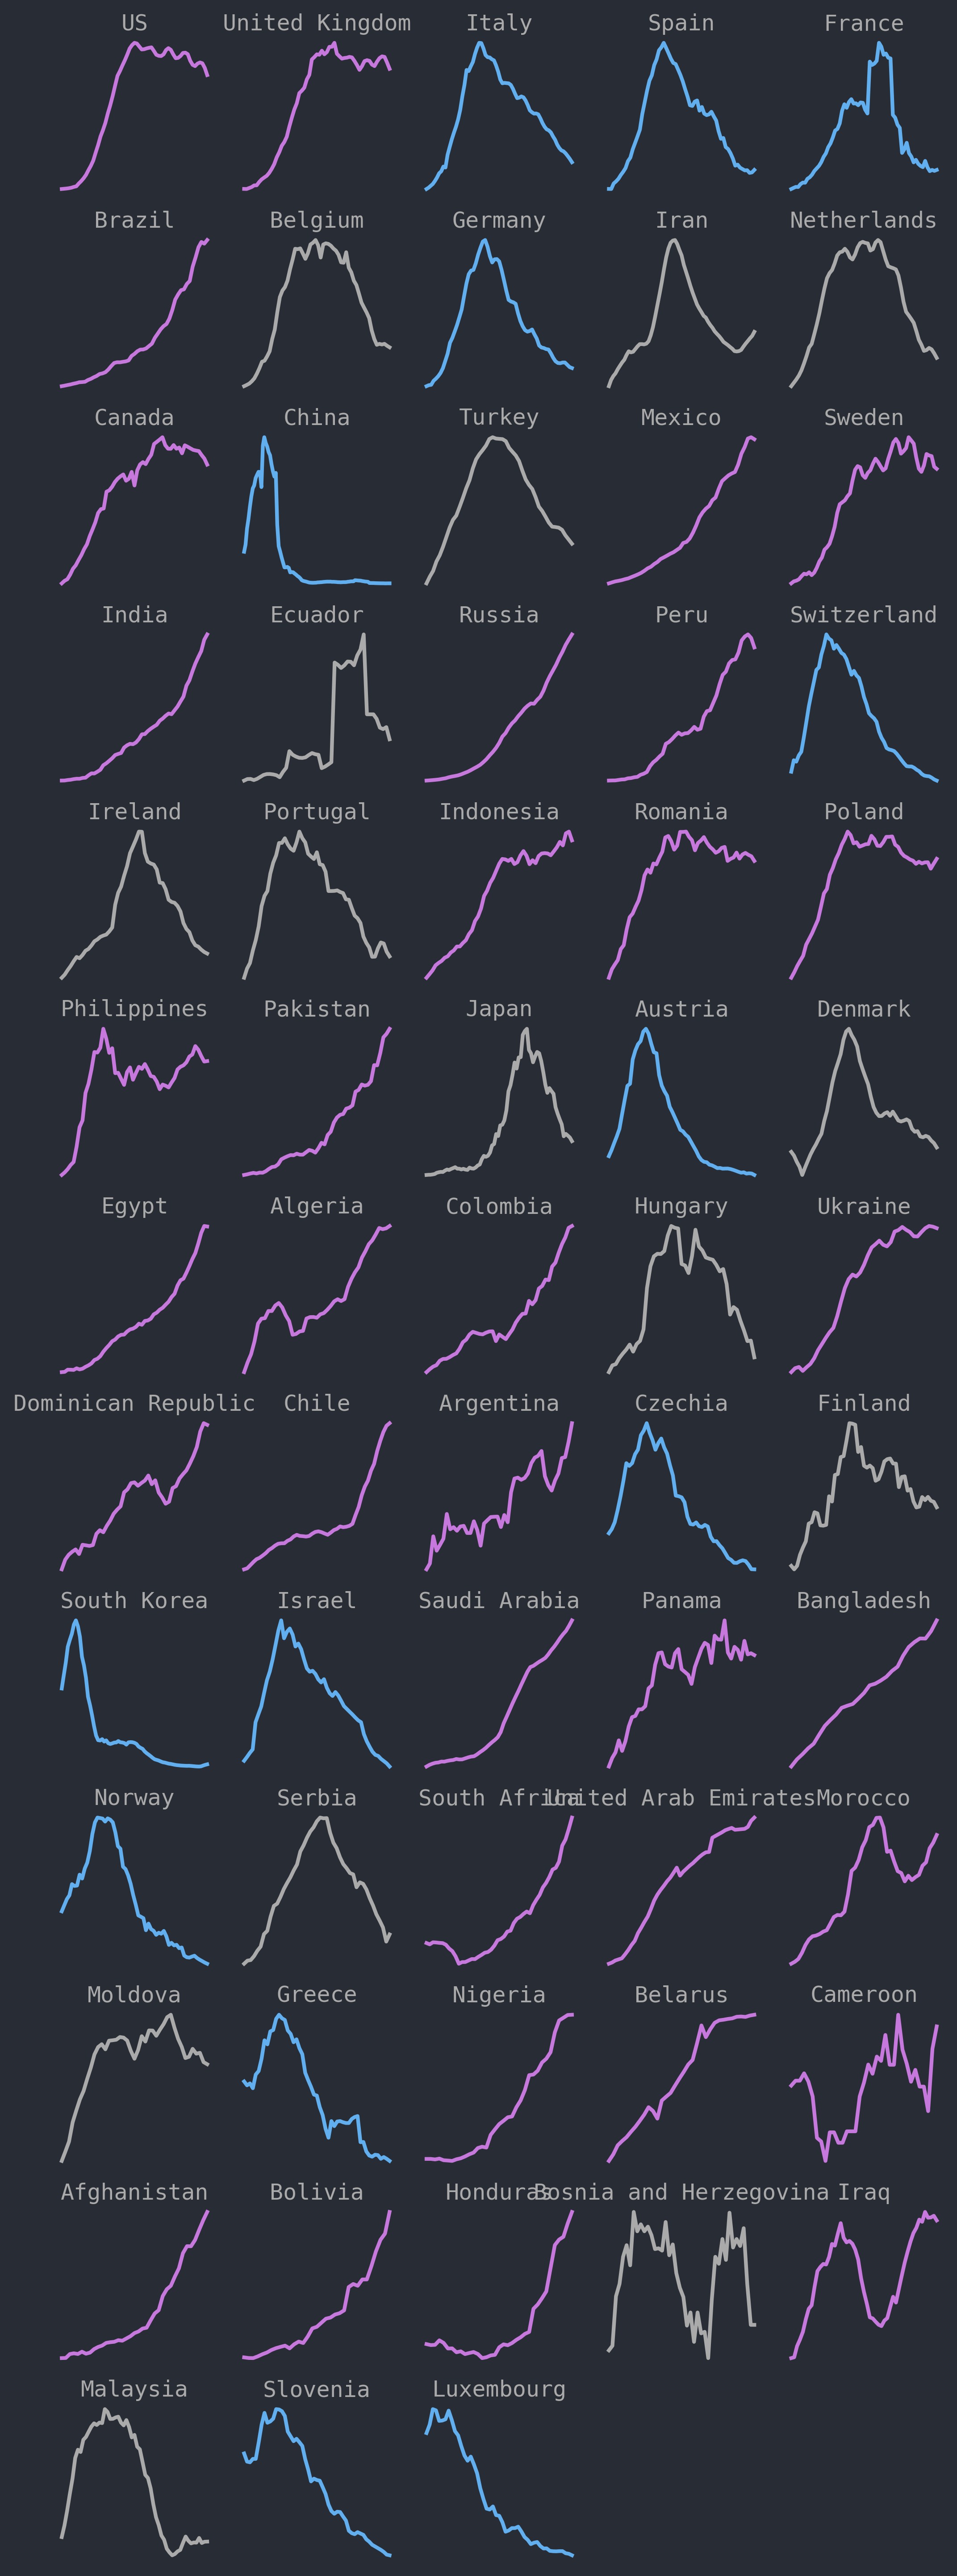 US United Kingdom Italy Spain France
Brazil Belgium Germany Iran Netherlands
Canada China Turkey Mexico Sweden
India Ecuador Russia Peru Switzerland
Ireland Portugal Indonesia Romania Poland
Philippines Pakistan Japan Austria Denmark
Egypt Algeria Colombia Hungary Ukraine
Dominican Republic Chile Argentina Czechia Finland
South Korea Israel Saudi Arabia Panama Bangladesh
Norway Serbia South Africa United Arab Emirates Morocco
Moldova Greece Nigeria Belarus Cameroon
Afghanistan Bolivia Honduras Bosnia and Herzegovina Iraq
Malaysia Slovenia Luxembourg